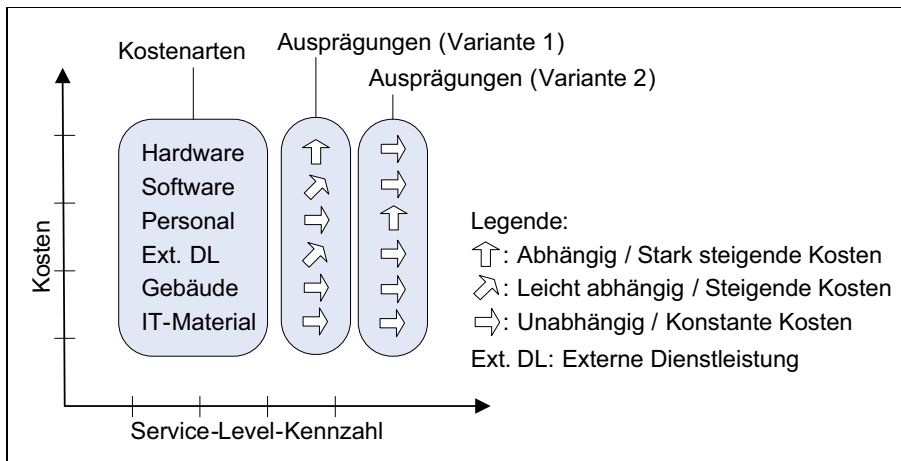 Kostenarten
Ausprägungen (Variante 1)
Ausprägungen (Variante 2)
Hardware
Software
Personal
Ext. DL
Gebäude
IT-Material
Kosten
Service-Level-Kennzahl
Legende:
⇧: Abhängig / Stark steigende Kosten
⬀: Leicht abhängig / Steigende Kosten
⇨: Unabhängig / Konstante Kosten
Ext. DL: Externe Dienstleistung